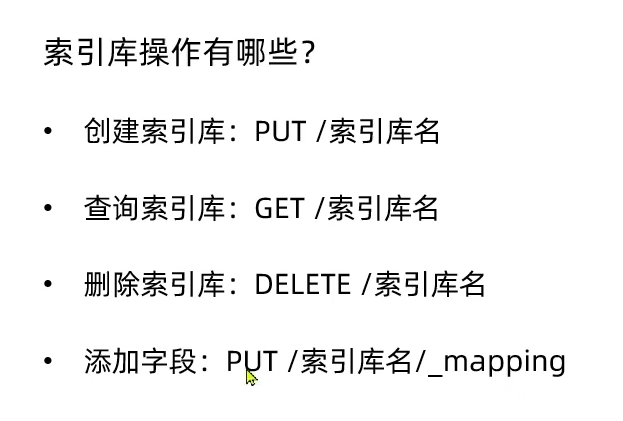 索引库操作有哪些？
• 创建索引库：PUT /索引库名
• 查询索引库：GET /索引库名
• 删除索引库：DELETE /索引库名
• 添加字段：PUT /索引库名/_mapping